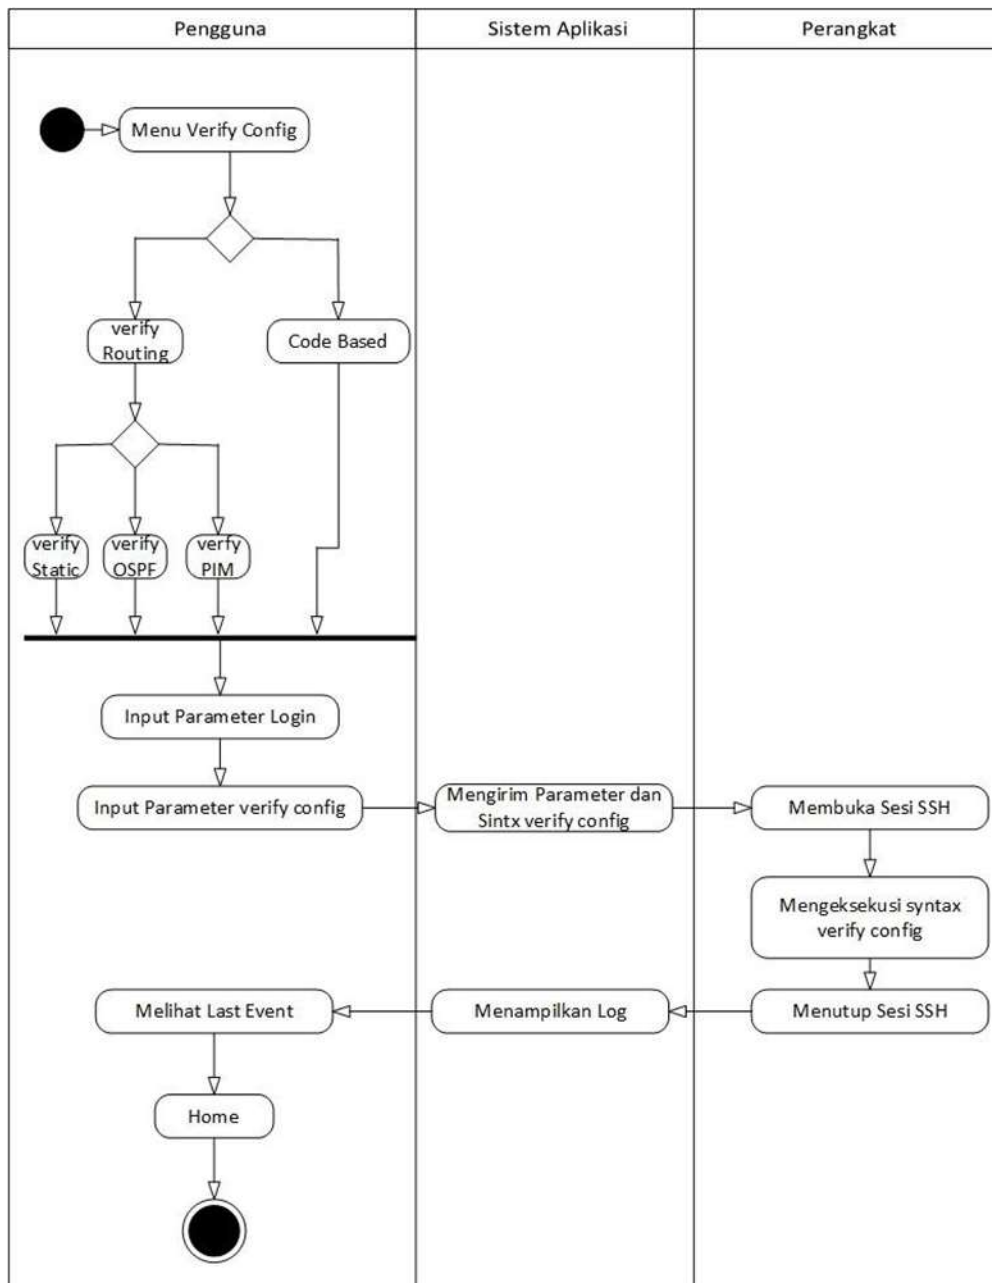 Pengguna
Sistem Aplikasi
Perangkat
Menu Verify Config
verify
Routing
Code Based
verify
Static
verify
OSPF
verfy
PIM
Input Parameter Login
Input Parameter verify config
Mengirim Parameter dan
Sintx verify config
Membuka Sesi SSH
Mengeksekusi syntax
verify config
Menutup Sesi SSH
Menampilkan Log
Melihat Last Event
Home